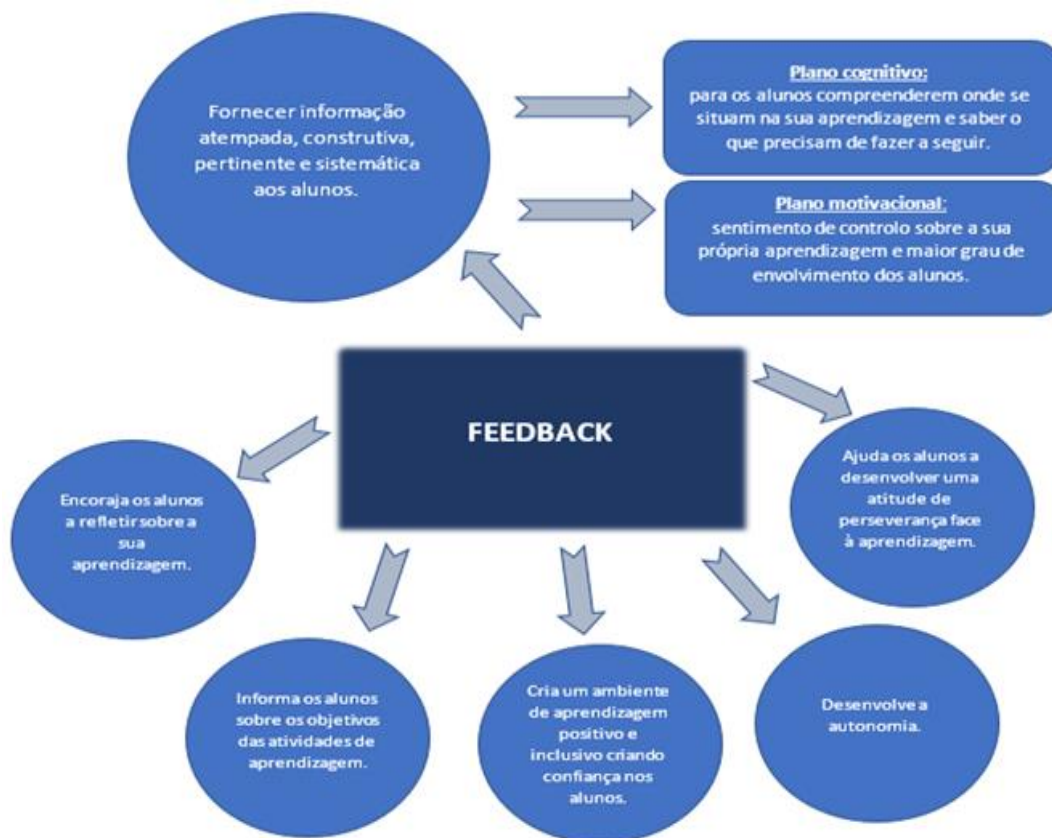 Fornecer informação
atempada, construtiva,
pertinente e sistemática
aos alunos.
Plano cognitivo:
para os alunos compreenderem onde se
situam na sua aprendizagem e saber o
que precisam de fazer a seguir.
Plano motivacional:
sentimento de controlo sobre a sua
própria aprendizagem e maior grau de
envolvimento dos alunos.
FEEDBACK
Ajuda os alunos a
desenvolver uma
atitude de
perseverança face
à aprendizagem.
Encoraja os alunos
a refletir sobre a
sua
aprendizagem.
Informa os alunos
sobre os objetivos
das atividades de
aprendizagem.
Cria um ambiente
de aprendizagem
positivo e
inclusivo criando
confiança nos
alunos.
Desenvolve a
autonomia.